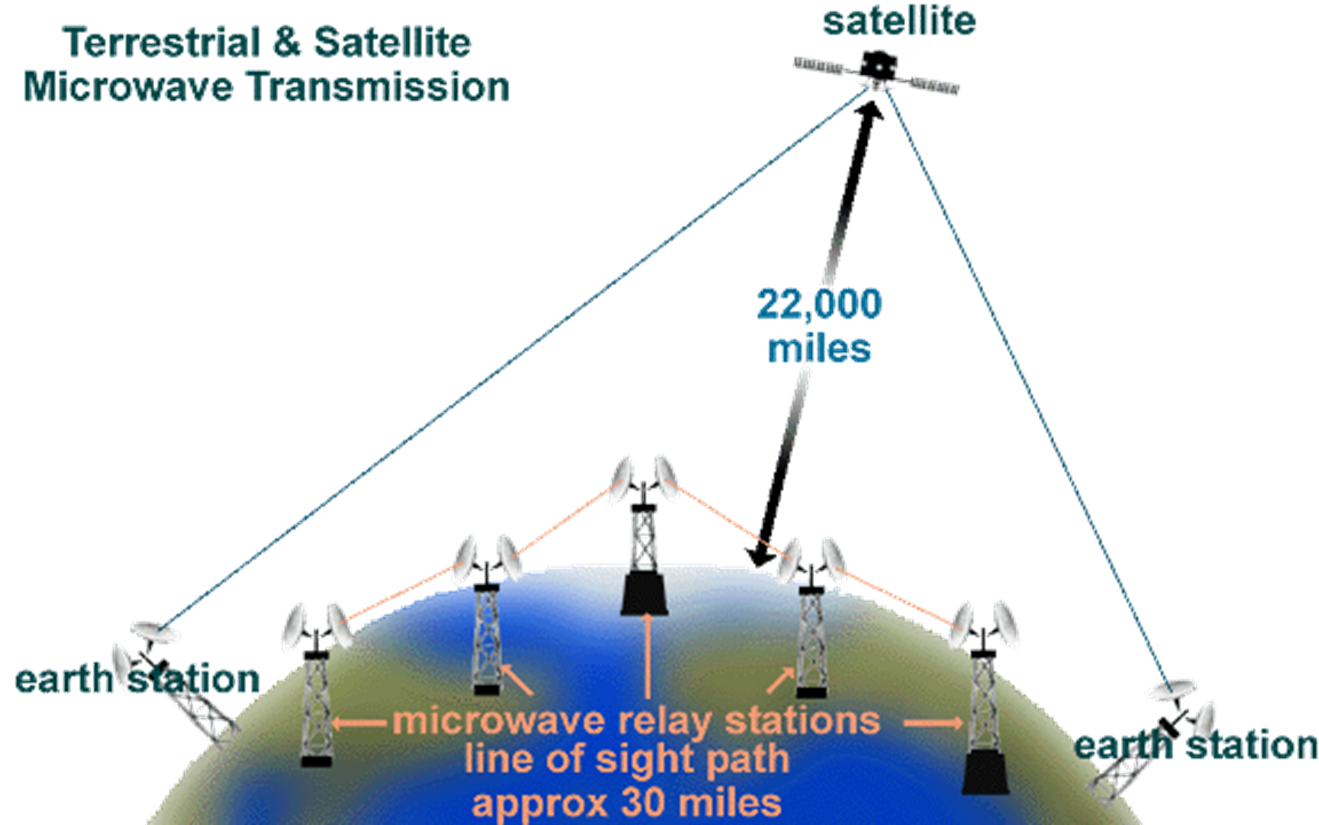 Terrestrial & Satellite
Microwave Transmission
satellite
22,000
miles
earth station
microwave relay stations
line of sight path
approx 30 miles
earth station